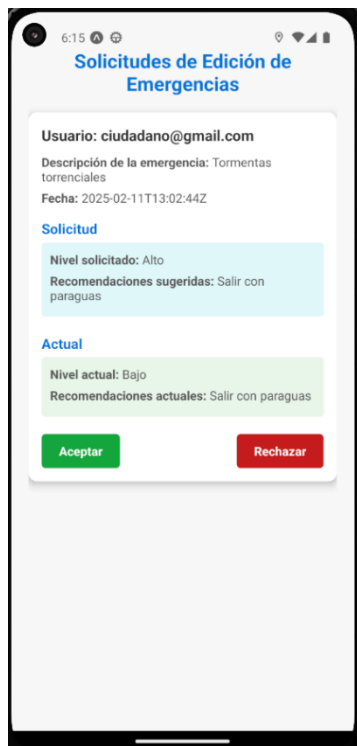 6:15
Solicitudes de Edición de
Emergencias
Usuario: ciudadano@gmail.com
Descripción de la emergencia: Tormentas
torrenciales
Fecha: 2025-02-11T13:02:44Z
Solicitud
Nivel solicitado: Alto
Recomendaciones sugeridas: Salir con
paraguas
Actual
Nivel actual: Bajo
Recomendaciones actuales: Salir con paraguas
Aceptar
Rechazar